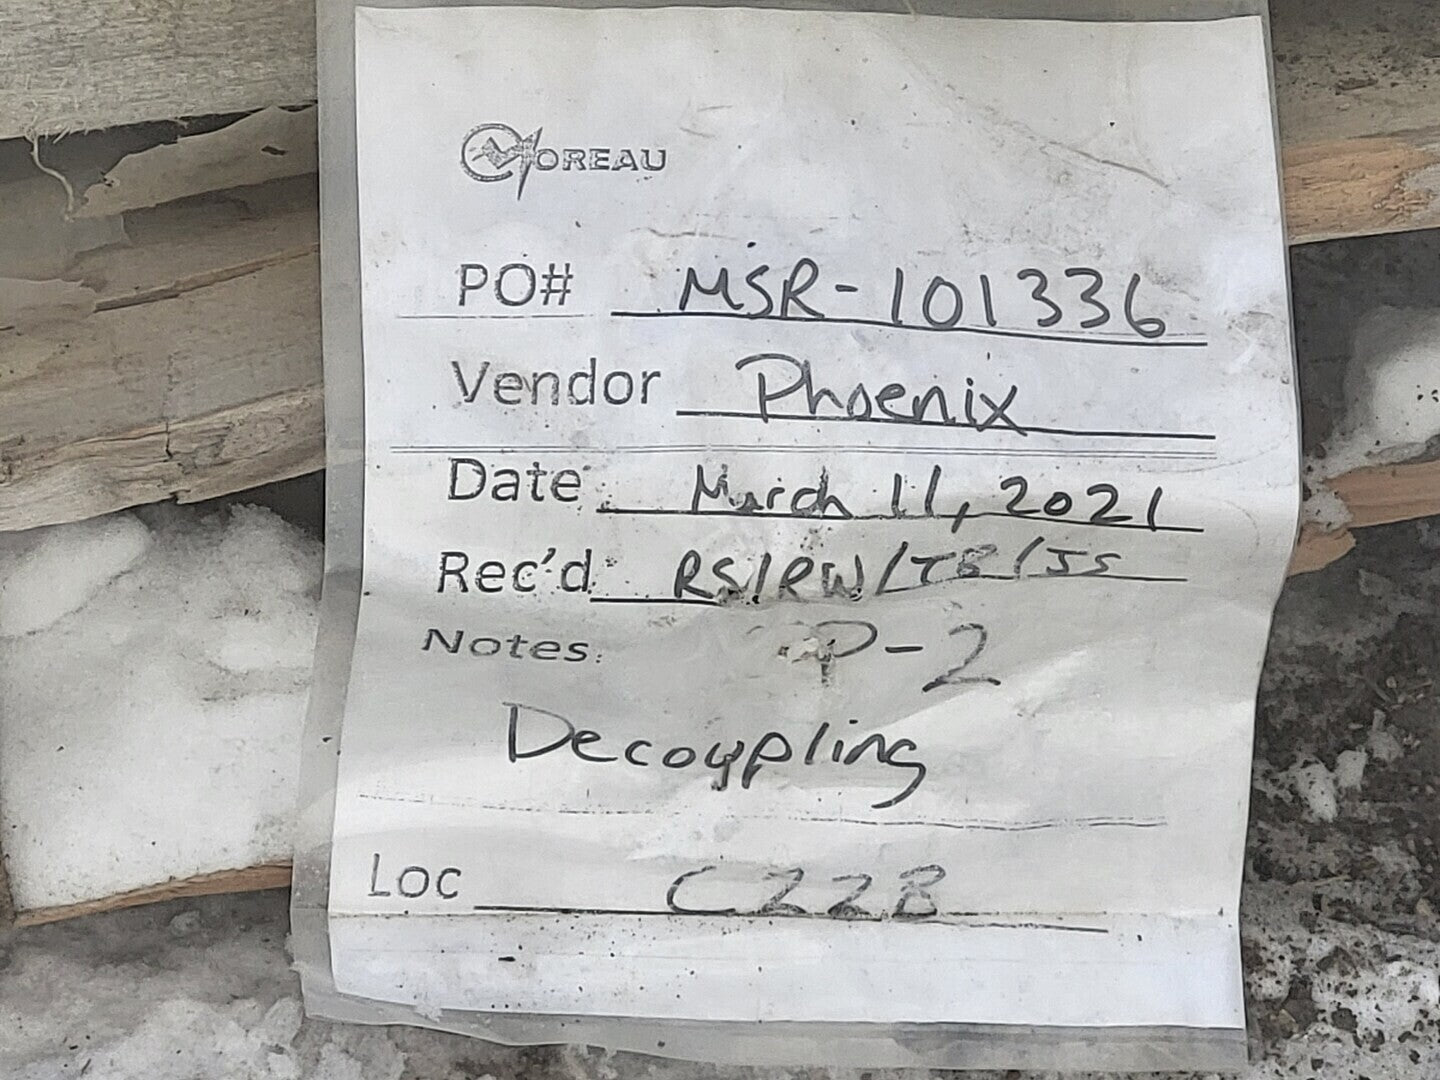 MOREAU
PO# MSR-101336
Vendor Phoenix
Date March 11, 2021
Rec'd RS/RW/TB/JS
Notes: P-2
Decoupling
Loc C22B